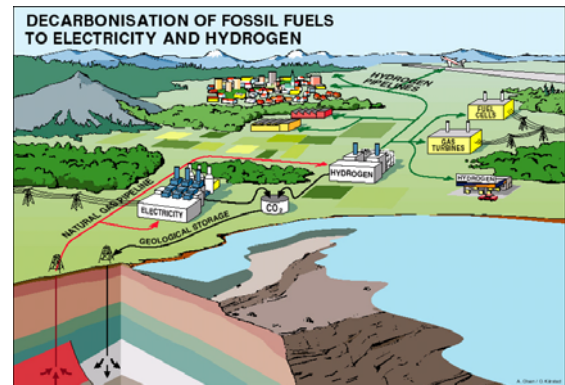 DECARBONISATION OF FOSSIL FUELS
TO ELECTRICITY AND HYDROGEN
HYDROGEN
PIPELINES
FUEL
CELLS
GAS
TURBINES
HYDROGEN
HYDROGEN
NATURAL GAS PIPELINE
ELECTRICITY
CO₂
GEOLOGICAL STORAGE